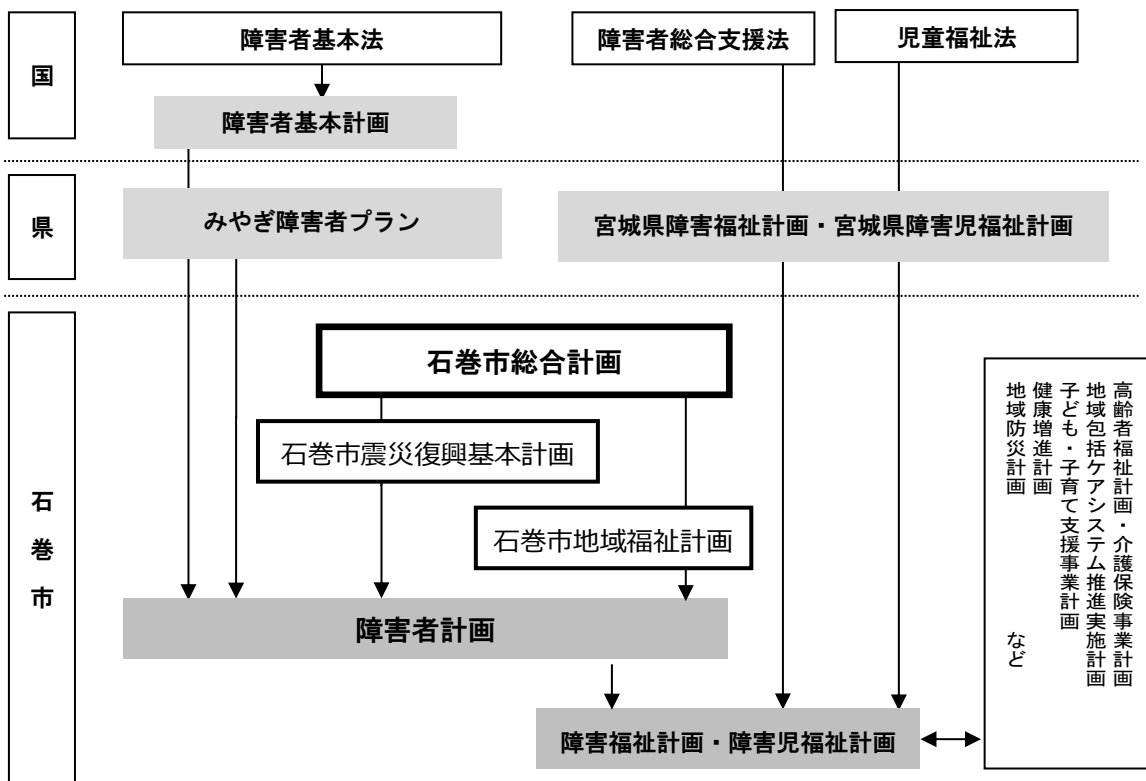 国
障害者基本法
障害者総合支援法
児童福祉法
障害者基本計画
県
みやぎ障害者プラン
宮城県障害福祉計画・宮城県障害児福祉計画
石巻市
石巻市総合計画
石巻市震災復興基本計画
石巻市地域福祉計画
障害者計画
障害福祉計画・障害児福祉計画
高齢者福祉計画・介護保険事業計画
地域包括ケアシステム推進実施計画
子ども・子育て支援事業計画
健康増進計画
地域防災計画 など